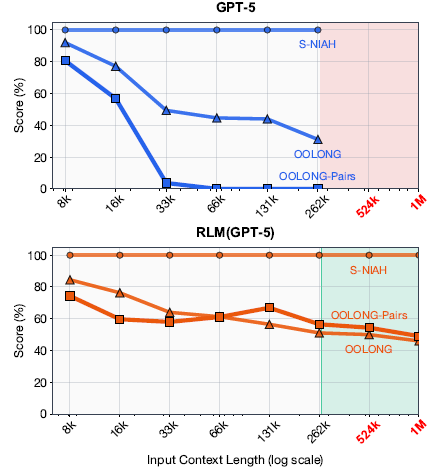 GPT-5
Score (%)
100
80
60
40
20
0
S-NIAH
OOLONG
OOLONG-Pairs
8k
16k
33k
66k
131k
262k
524k
1M
RLM(GPT-5)
Score (%)
100
80
60
40
20
0
S-NIAH
OOLONG-Pairs
OOLONG
8k
16k
33k
66k
131k
262k
524k
1M
Input Context Length (log scale)